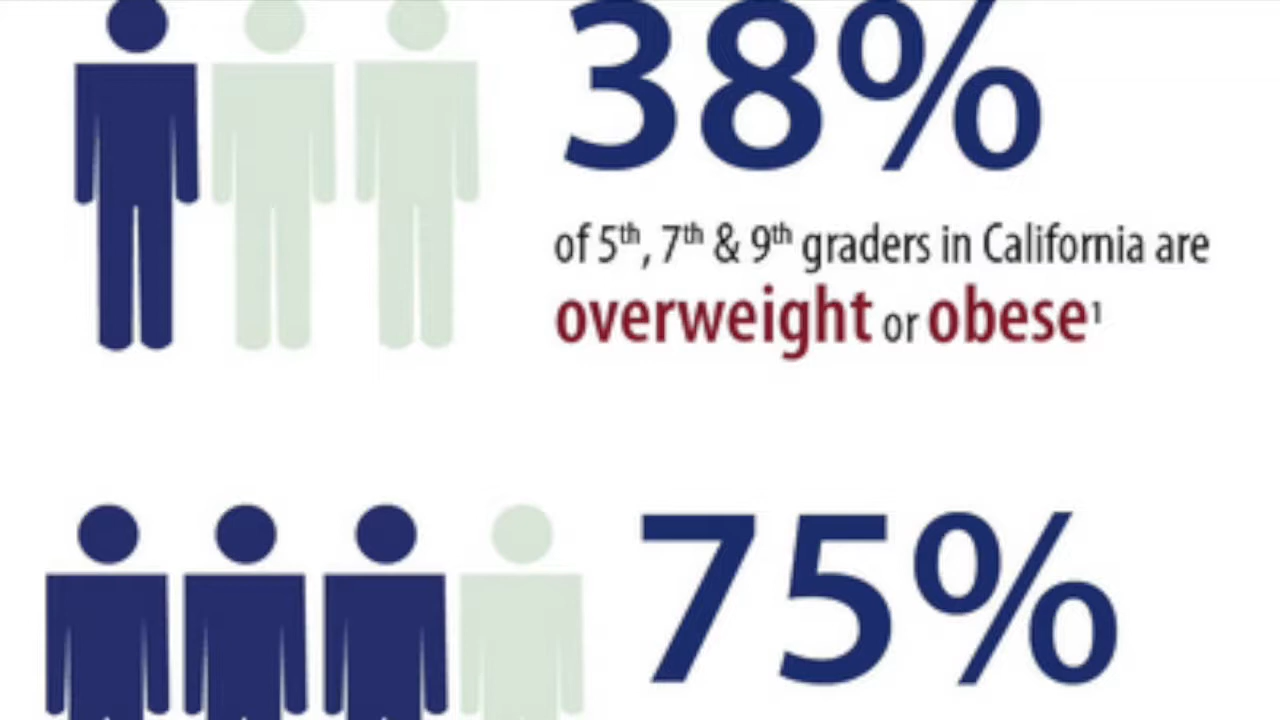 38%
of 5th, 7th & 9th graders in California are
overweight or obese¹
75%